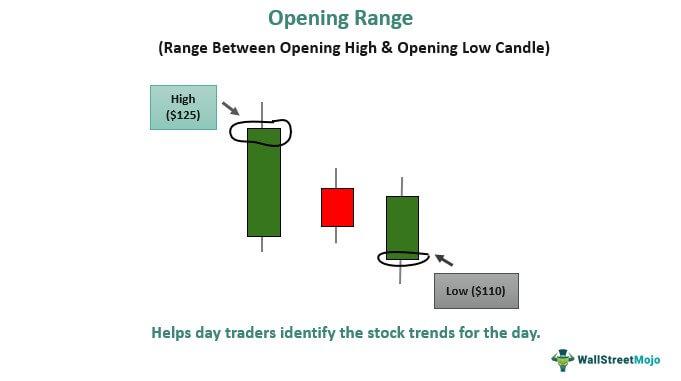 Opening Range
(Range Between Opening High & Opening Low Candle)
High
($125)
Low ($110)
Helps day traders identify the stock trends for the day.
WallStreetMojo